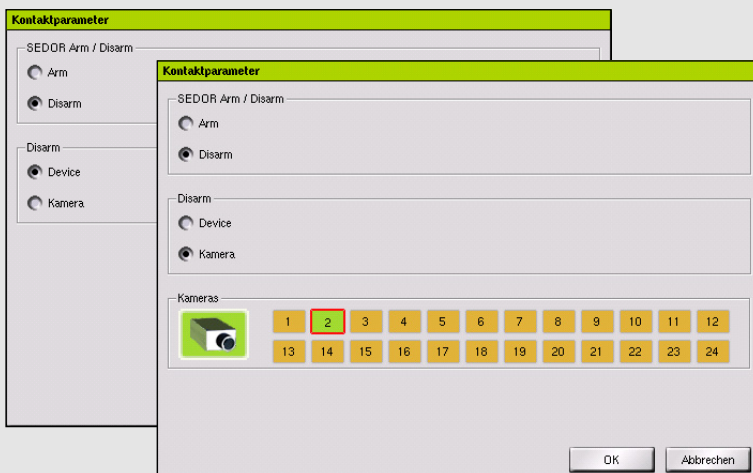 Kontaktparameter
SEDOR Arm / Disarm
Arm
Disarm
Disarm
Device
Kamera
Kontaktparameter
SEDOR Arm / Disarm
Arm
Disarm
Disarm
Device
Kamera
Kameras
1 2 3 4 5 6 7 8 9 10 11 12
13 14 15 16 17 18 19 20 21 22 23 24
OK Abbrechen